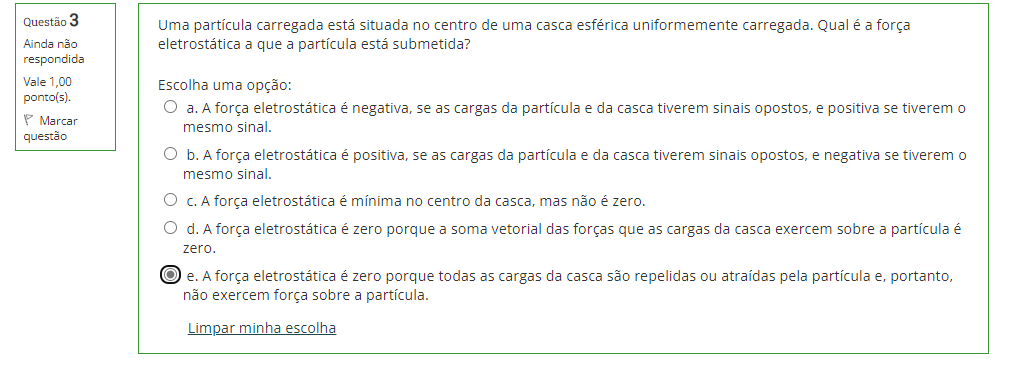 Questão 3
Ainda não
respondida
Vale 1,00
ponto(s).
Marcar
questão
Uma partícula carregada está situada no centro de uma casca esférica uniformemente carregada. Qual é a força
eletrostática a que a partícula está submetida?
Escolha uma opção:
a. A força eletrostática é negativa, se as cargas da partícula e da casca tiverem sinais opostos, e positiva se tiverem o
mesmo sinal.
b. A força eletrostática é positiva, se as cargas da partícula e da casca tiverem sinais opostos, e negativa se tiverem o
mesmo sinal.
c. A força eletrostática é mínima no centro da casca, mas não é zero.
d. A força eletrostática é zero porque a soma vetorial das forças que as cargas da casca exercem sobre a partícula é
zero.
e. A força eletrostática é zero porque todas as cargas da casca são repelidas ou atraídas pela partícula e, portanto,
não exercem força sobre a partícula.
Limpar minha escolha